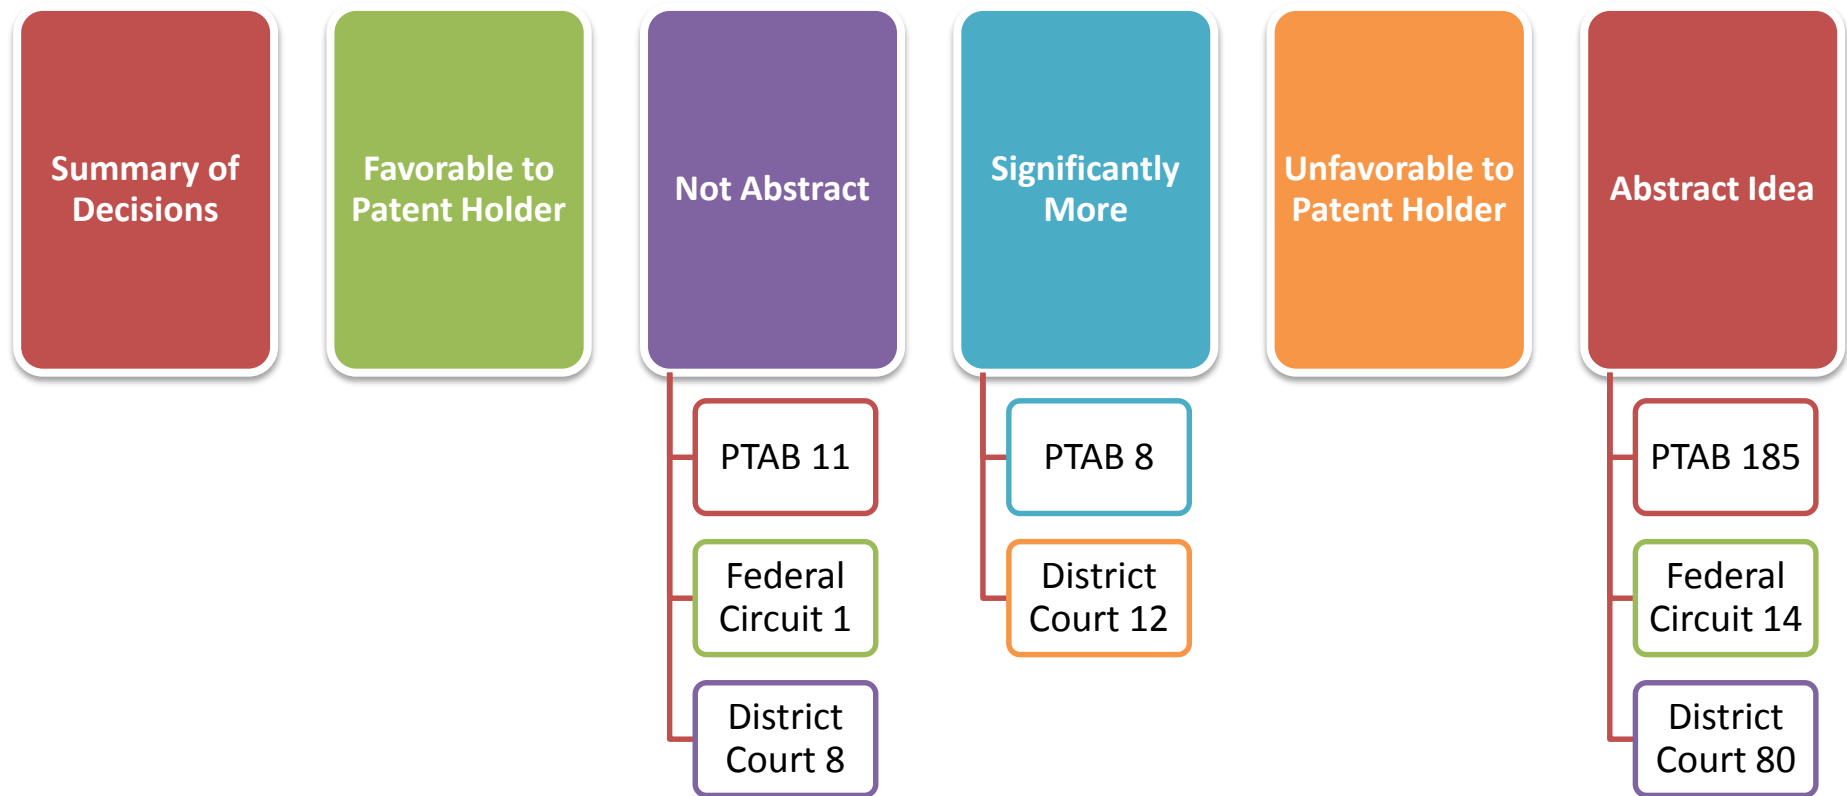 Summary of
Decisions
Favorable to
Patent Holder
Not Abstract
PTAB 11
Federal
Circuit 1
District
Court 8
Significantly
More
PTAB 8
District
Court 12
Unfavorable to
Patent Holder
Abstract Idea
PTAB 185
Federal
Circuit 14
District
Court 80